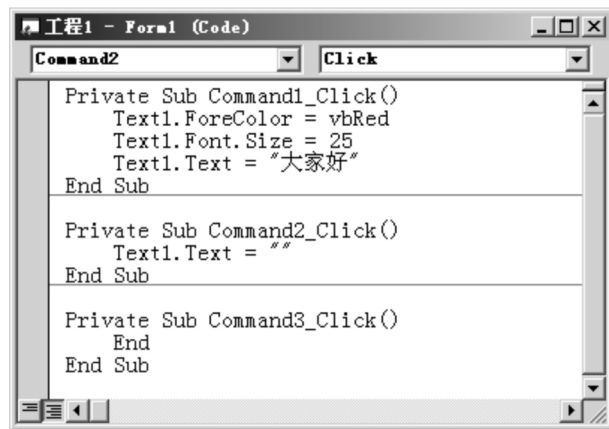 工程1 - Form1 (Code)
Command2 Click
Private Sub Command1_Click()
    Text1.ForeColor = vbRed
    Text1.Font.Size = 25
    Text1.Text = "大家好"
End Sub
Private Sub Command2_Click()
    Text1.Text = ""
End Sub
Private Sub Command3_Click()
    End
End Sub